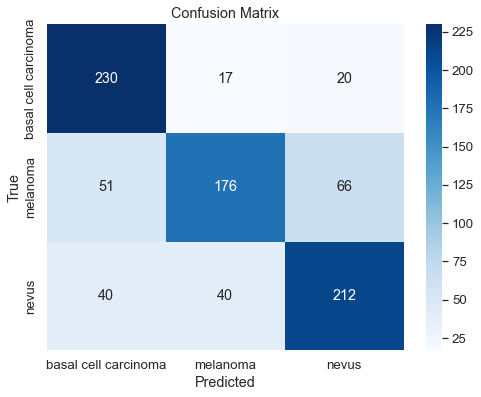 Confusion Matrix
True
basal cell carcinoma
230 17 20
melanoma
51 176 66
nevus
40 40 212
basal cell carcinoma melanoma nevus
Predicted
225
200
175
150
125
100
75
50
25